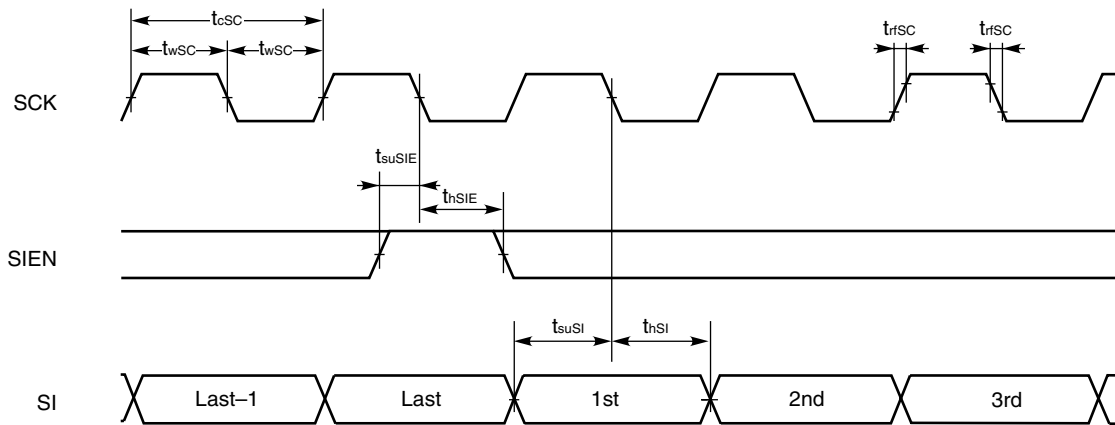 tcSC
twSC twSC
trfSC trfSC
SCK
tsuSIE
thSIE
SIEN
tsuSI thSI
SI Last–1 Last 1st 2nd 3rd